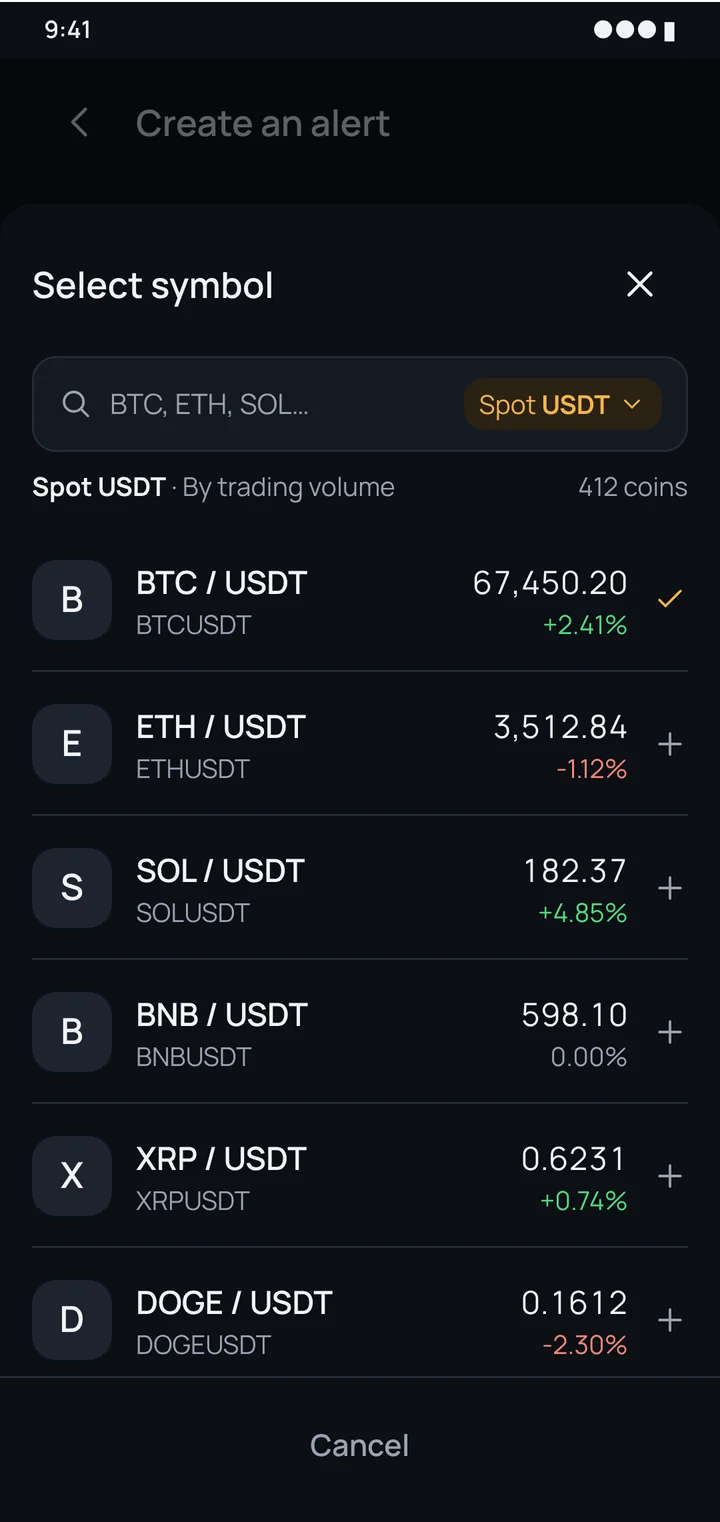 9:41
Create an alert
Select symbol
BTC, ETH, SOL... Spot USDT
Spot USDT · By trading volume 412 coins
B BTC / USDT 67,450.20
BTCUSDT +2.41%
E ETH / USDT 3,512.84
ETHUSDT -1.12%
S SOL / USDT 182.37
SOLUSDT +4.85%
B BNB / USDT 598.10
BNBUSDT 0.00%
X XRP / USDT 0.6231
XRPUSDT +0.74%
D DOGE / USDT 0.1612
DOGEUSDT -2.30%
Cancel